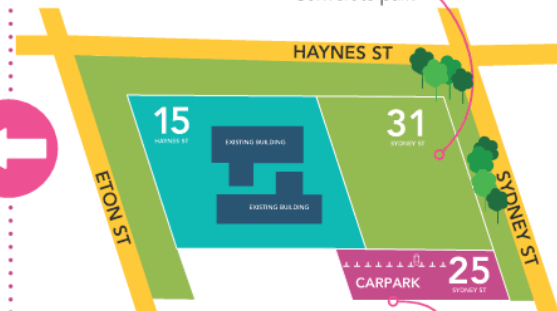 HAYNES ST
15
HAYNES ST
31
SYDNEY ST
EXISTING BUILDING
EXISTING BUILDING
ETON ST
SYDNEY ST
CARPARK
25
SYDNEY ST